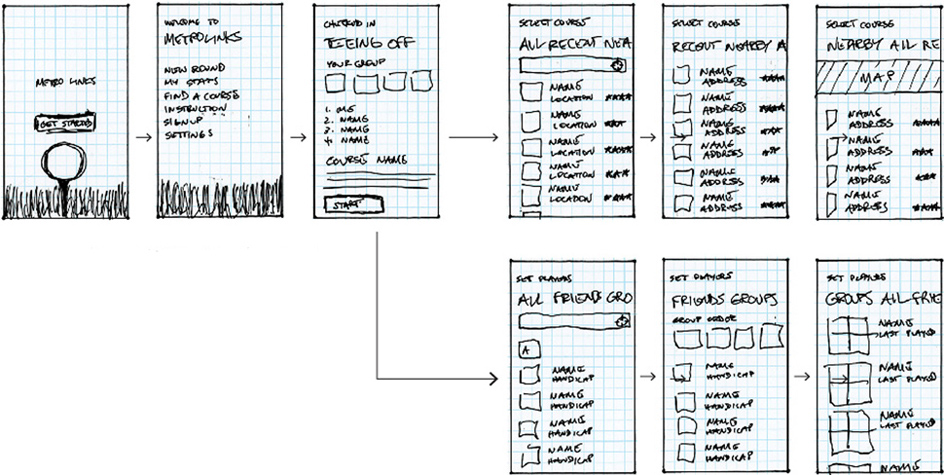 METRO LINKS
GET STARTED
WELCOME TO
METROLINKS
NEW ROUND
MY STATS
FIND A COURSE
INSTRUCTION
SIGNUP
SETTINGS
CHECKED IN
TEEING OFF
YOUR GROUP
1. ME
2. NAME
3. NAME
4 NAME
COURSE NAME
START
SELECT COURSE
ALL RECENT NEA
NAME
LOCATION
NAME
LOCATION
NAME
LOCATION
NAME
LOCATION
NAME
LOCATION
SELECT COURSE
RECENT NEARBY A
NAME
ADDRESS
NAME
ADDRESS
NAME
ADDRESS
NAME
ADDRESS
NAME
ADDRESS
NAME
ADDRESS
SELECT COURSE
NEARBY ALL RE
MAP
NAME
ADDRESS
NAME
ADDRESS
NAME
ADDRESS
NAME
ADDRESS
SET PLAYERS
ALL FRIENDS GRO
A
NAME
HANDICAP
NAME
HANDICAP
NAME
HANDICAP
NAME
HANDICAP
SET PLAYERS
FRIENDS GROUPS
GROUP ORDER
NAME
HANDICAP
NAME
HANDICAP
NAME
HANDICAP
NAME
HANDICAP
SET PLAYERS
GROUPS ALL FRIE
NAME
LAST PLAYED
NAME
LAST PLAYED
NAME
LAST PLAYED
NAME